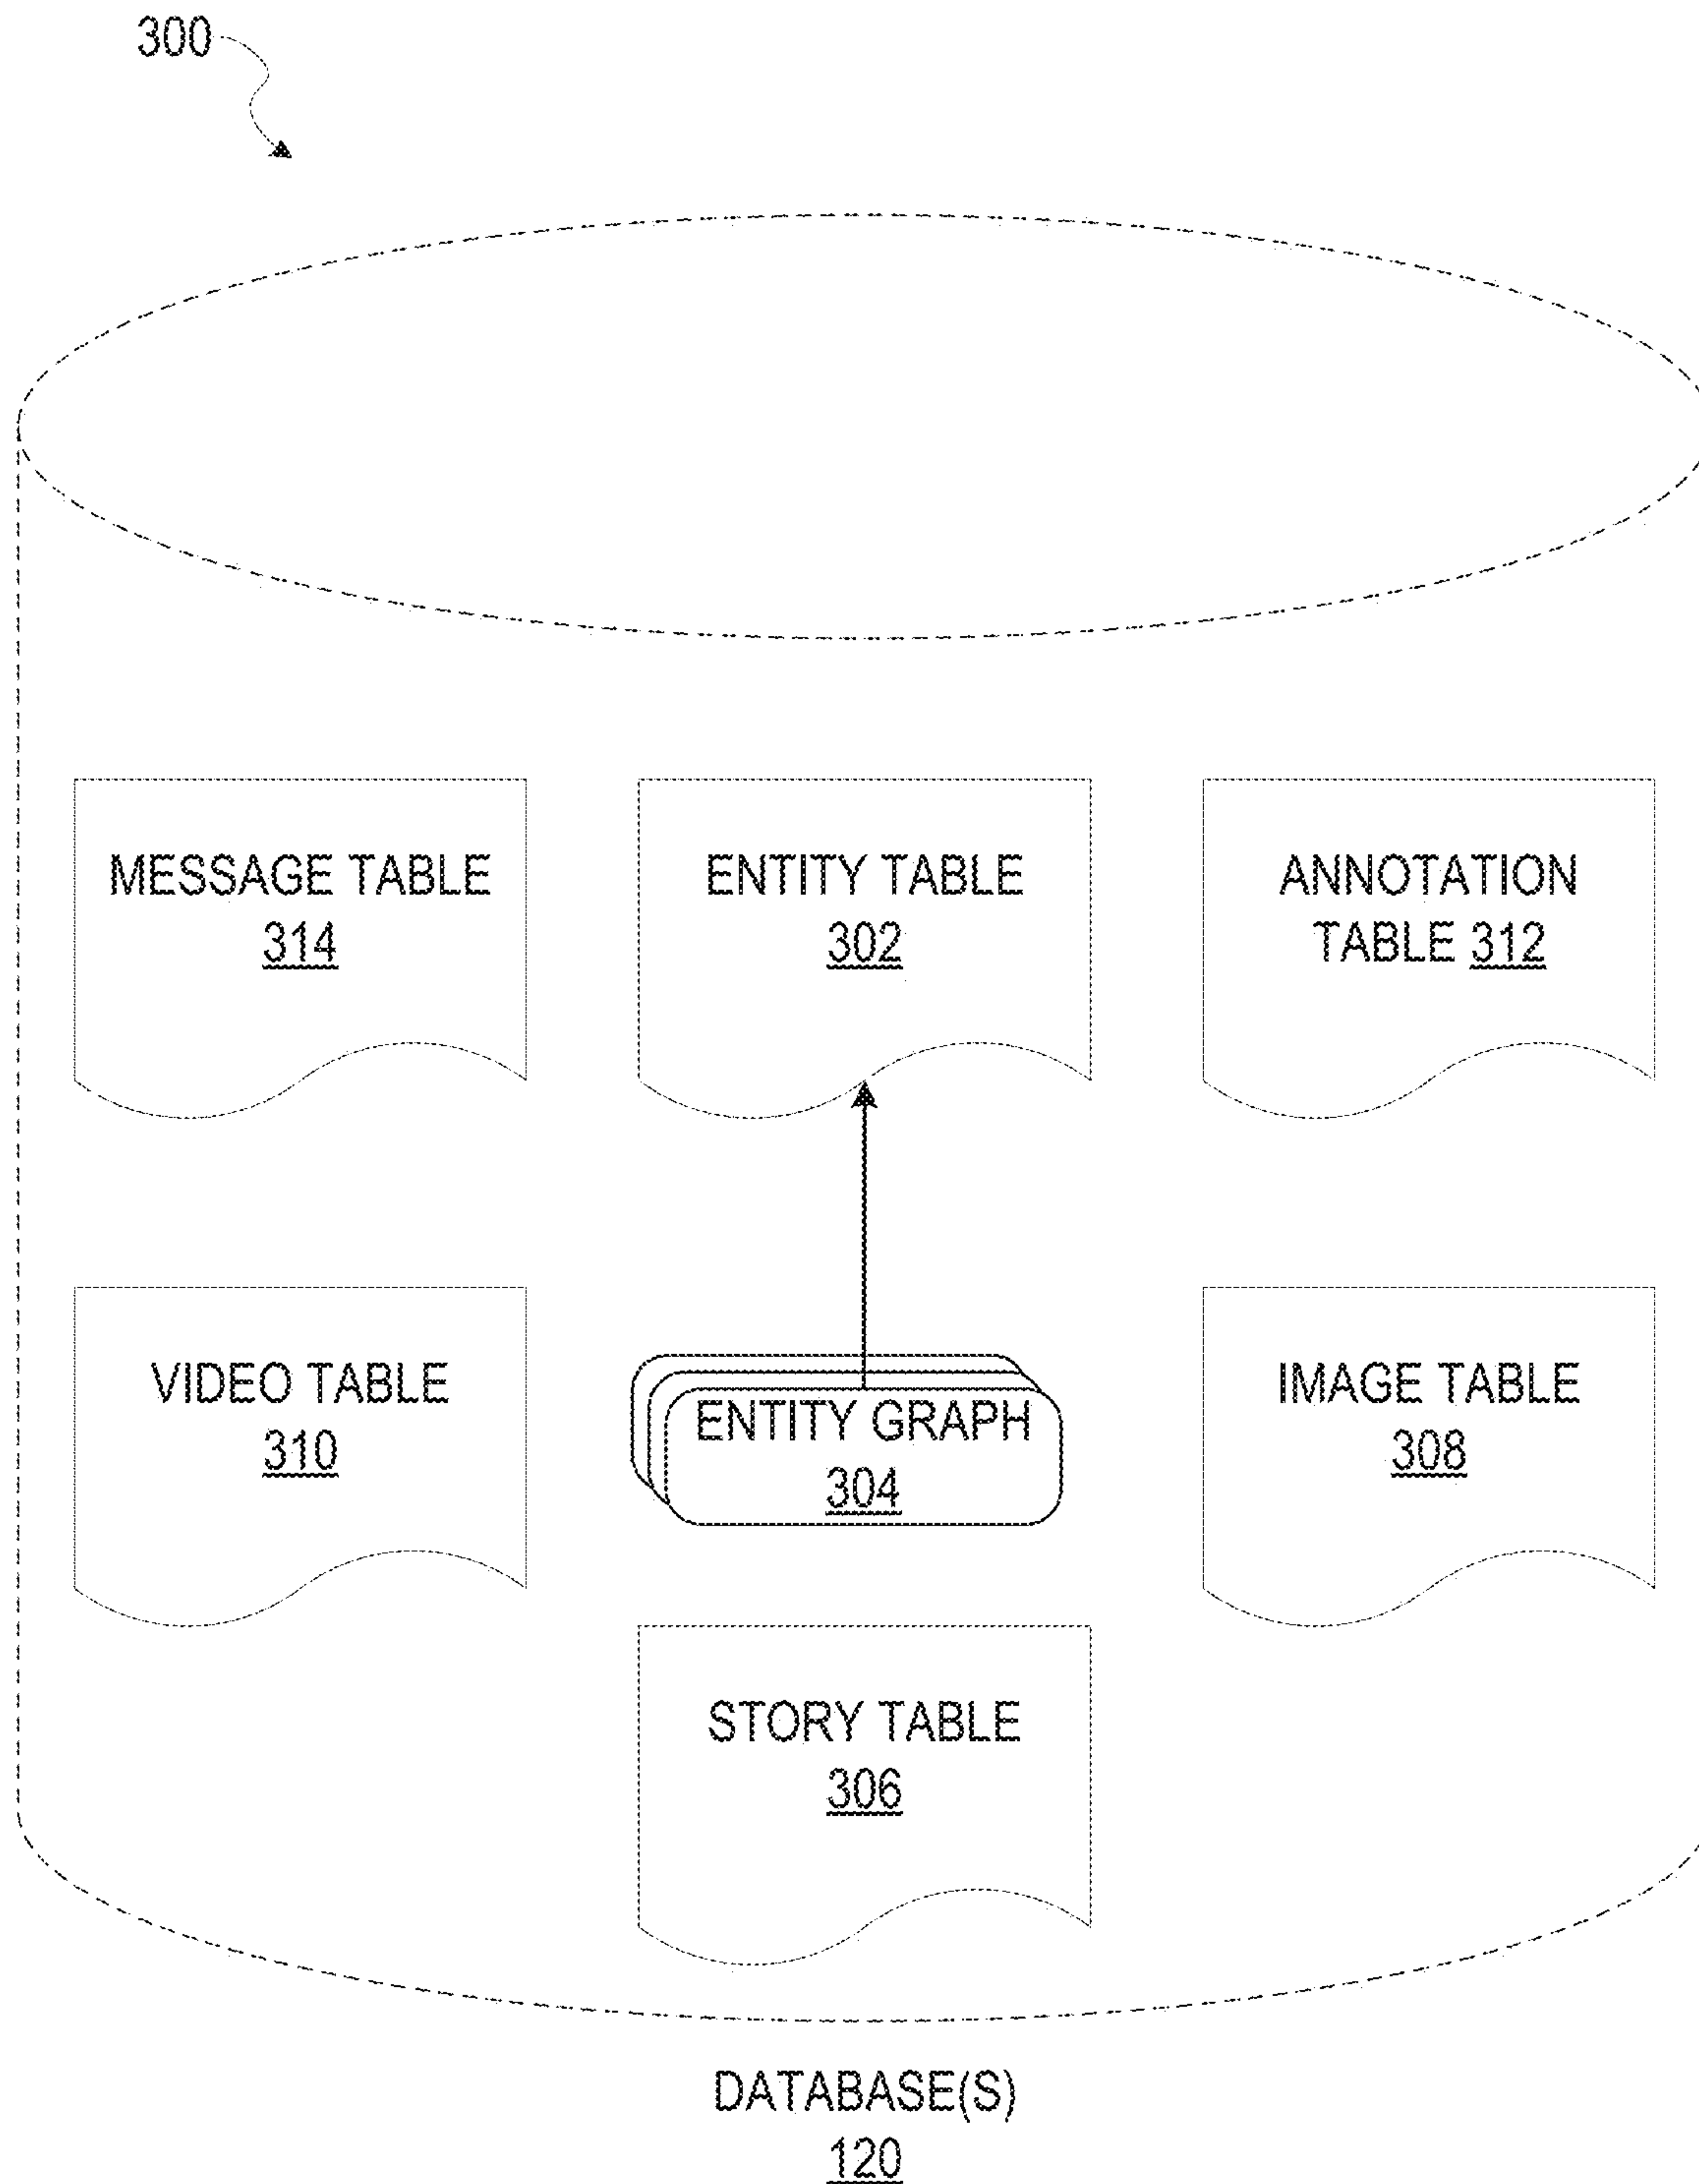 300
MESSAGE TABLE
314
ENTITY TABLE
302
ANNOTATION
TABLE 312
VIDEO TABLE
310
ENTITY GRAPH
304
IMAGE TABLE
308
STORY TABLE
306
DATABASE(S)
120